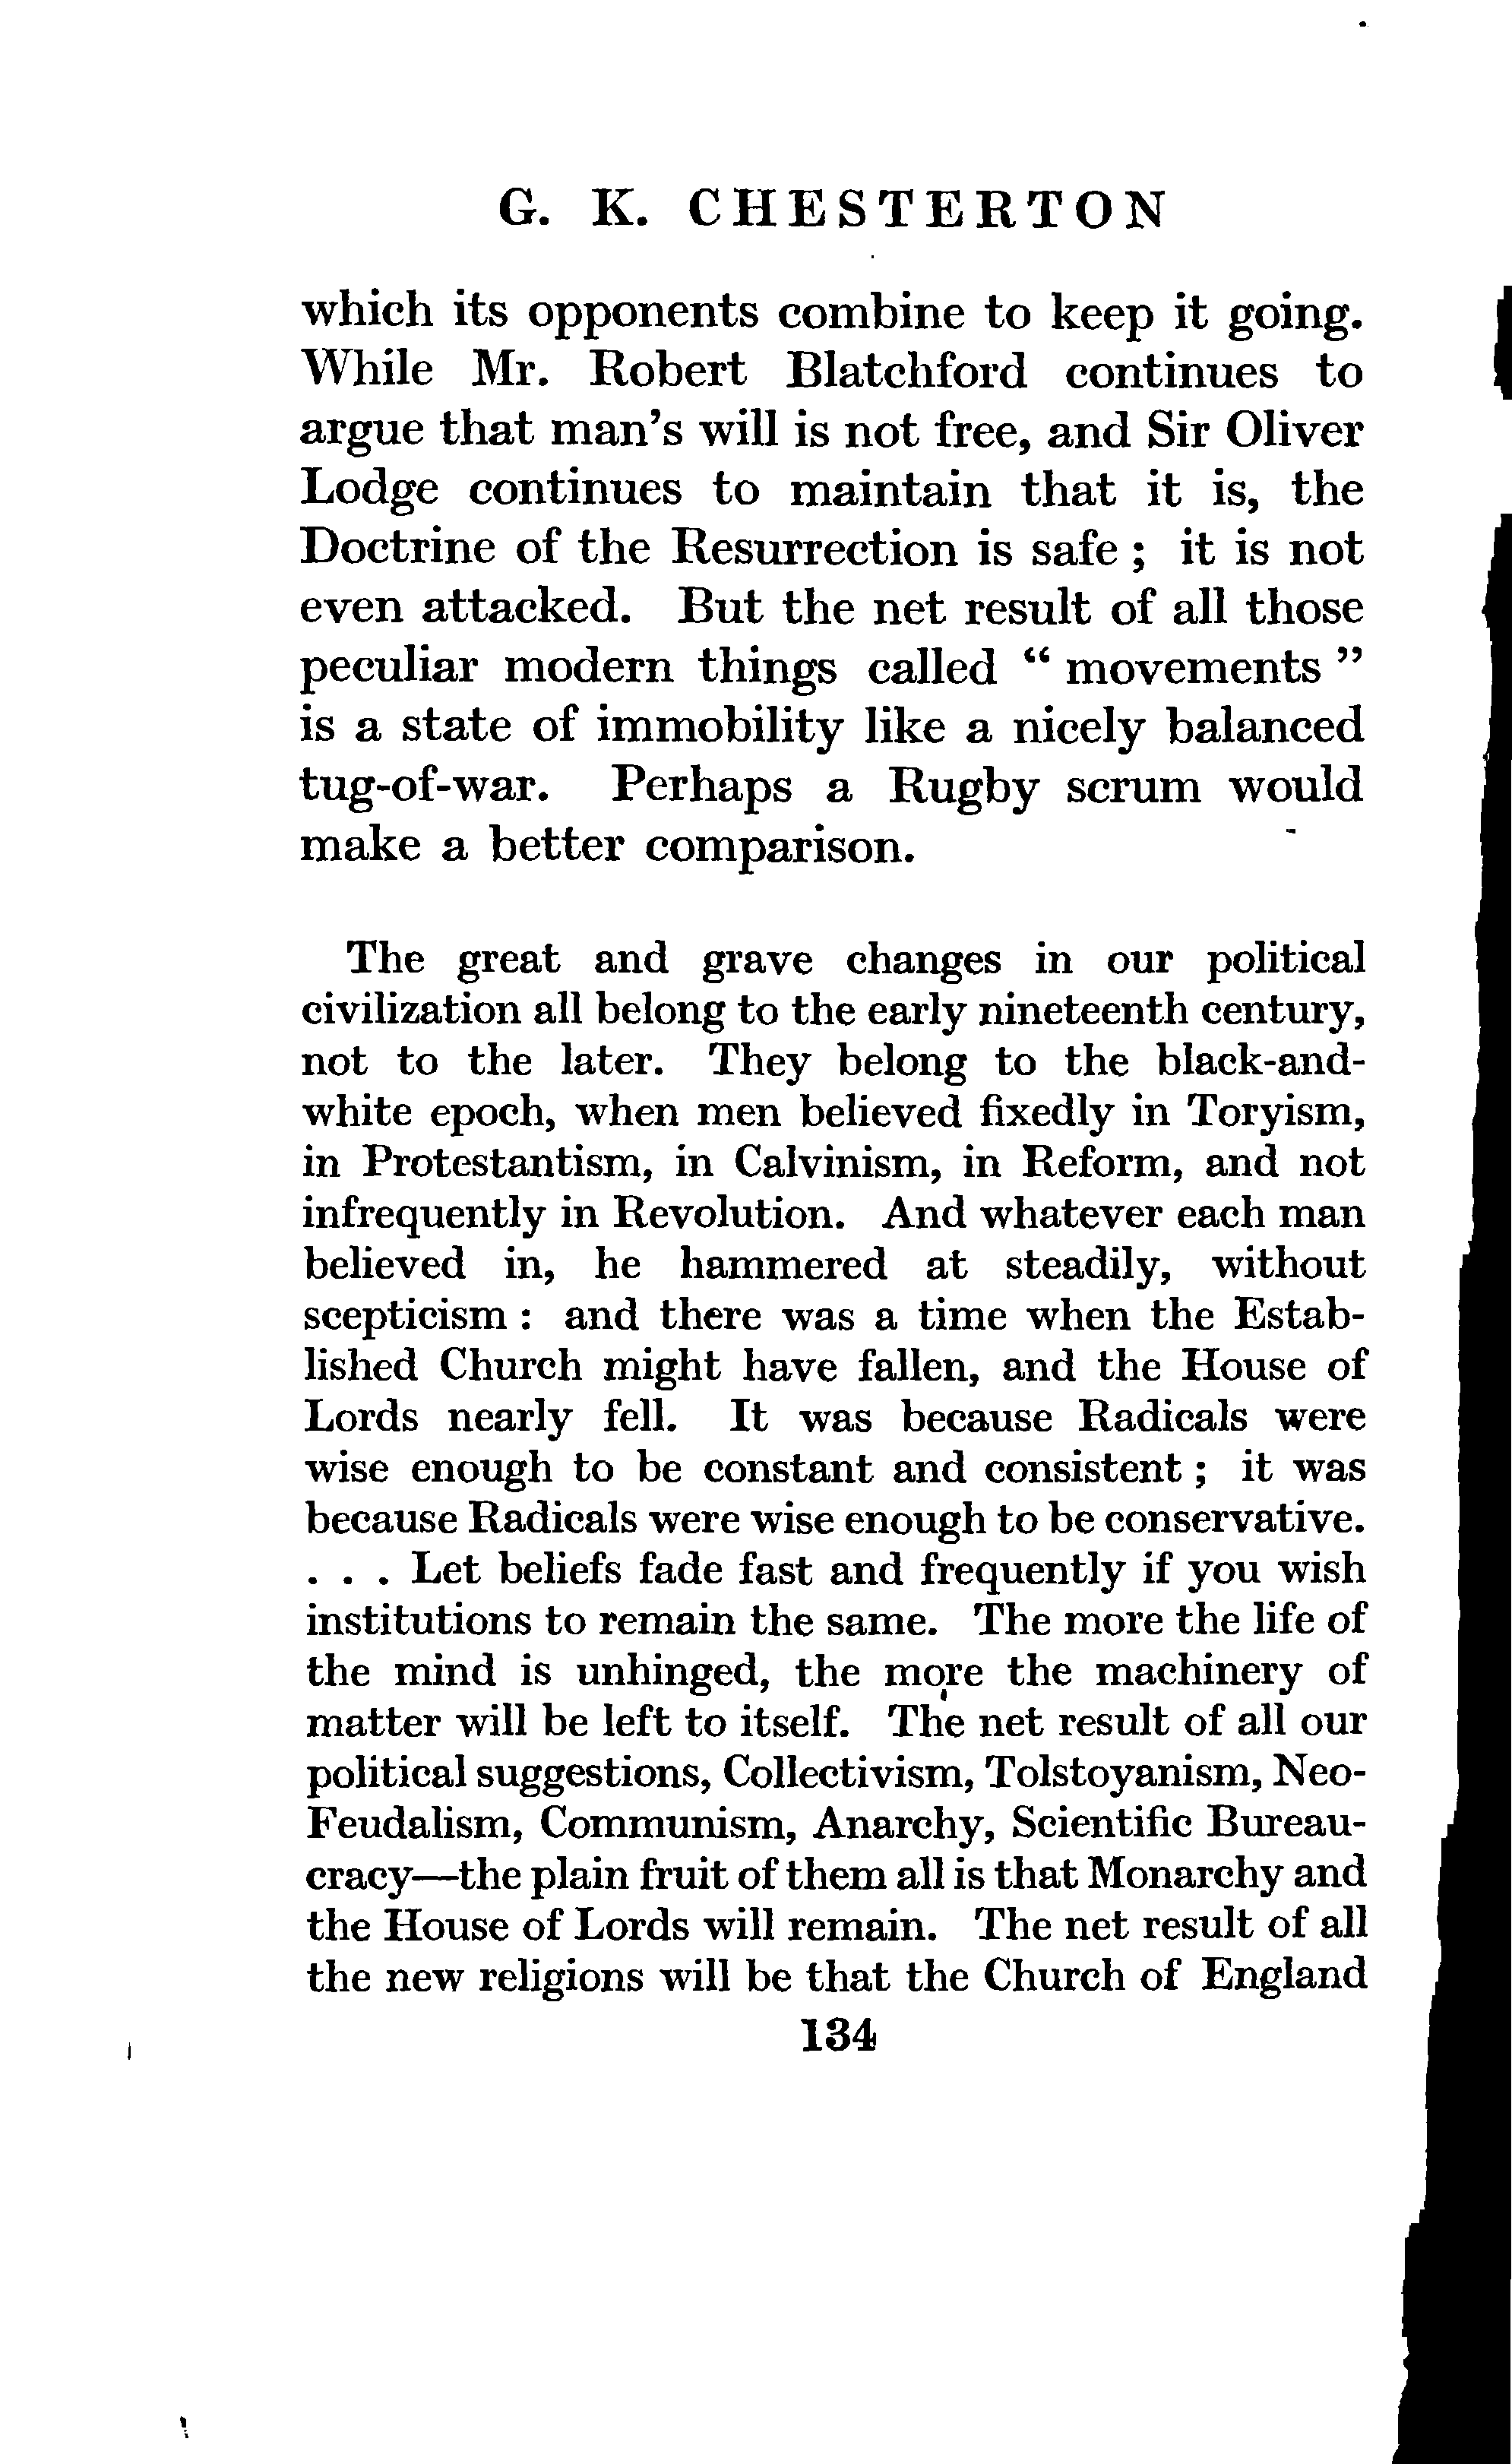 G. K. CHESTERTON
which its opponents combine to keep it going.
While Mr. Robert Blatchford continues to
argue that man's will is not free, and Sir Oliver
Lodge continues to maintain that it is, the
Doctrine of the Resurrection is safe ; it is not
even attacked. But the net result of all those
peculiar modern things called “ movements ”
is a state of immobility like a nicely balanced
tug-of-war. Perhaps a Rugby scrum would
make a better comparison.
The great and grave changes in our political
civilization all belong to the early nineteenth century,
not to the later. They belong to the black-and-
white epoch, when men believed fixedly in Toryism,
in Protestantism, in Calvinism, in Reform, and not
infrequently in Revolution. And whatever each man
believed in, he hammered at steadily, without
scepticism : and there was a time when the Estab-
lished Church might have fallen, and the House of
Lords nearly fell. It was because Radicals were
wise enough to be constant and consistent ; it was
because Radicals were wise enough to be conservative.
. . . Let beliefs fade fast and frequently if you wish
institutions to remain the same. The more the life of
the mind is unhinged, the more the machinery of
matter will be left to itself. The net result of all our
political suggestions, Collectivism, Tolstoyanism, Neo-
Feudalism, Communism, Anarchy, Scientific Bureau-
cracy—the plain fruit of them all is that Monarchy and
the House of Lords will remain. The net result of all
the new religions will be that the Church of England
134